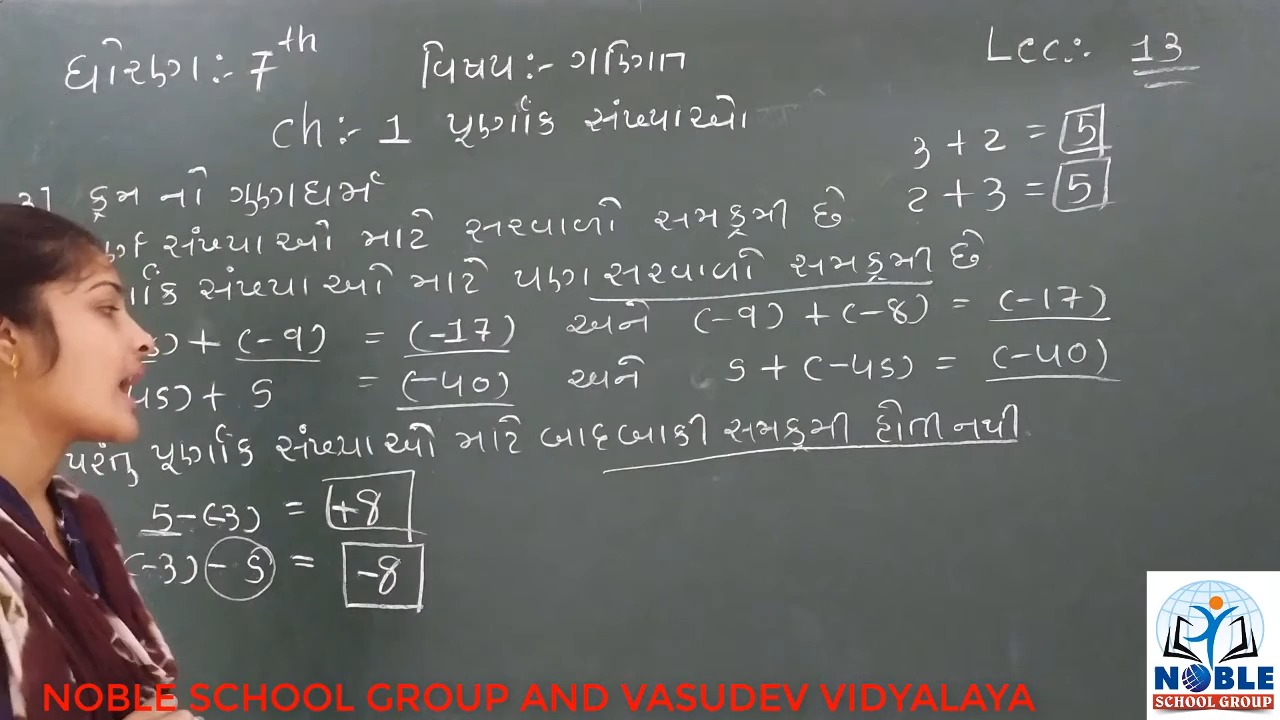 ધોરણ:- 7th વિષય:- ગણિત Lec:- 13
ch:- 1 પૂર્ણાંક સંખ્યાઓ
3+2 = 5
2+3 = 5
3] ક્રમ નો ગુણધર્મ
સંખ્યાઓ માટે સરવાળો સમક્રમી છે
સંખ્યાઓ માટે પણ સરવાળો સમક્રમી છે
) + (-9) = (-17) અને (-9) + (-8) = (-17)
45) + 5 = (-40) અને 5 + (-45) = (-40)
પરંતુ પૂર્ણાંક સંખ્યાઓ માટે બાદબાકી સમક્રમી હોતી નથી
5-(-3) = +8
(-3) - 5 = -8
NOBLE SCHOOL GROUP AND VASUDEV VIDYALAYA
NOBLE
SCHOOL GROUP